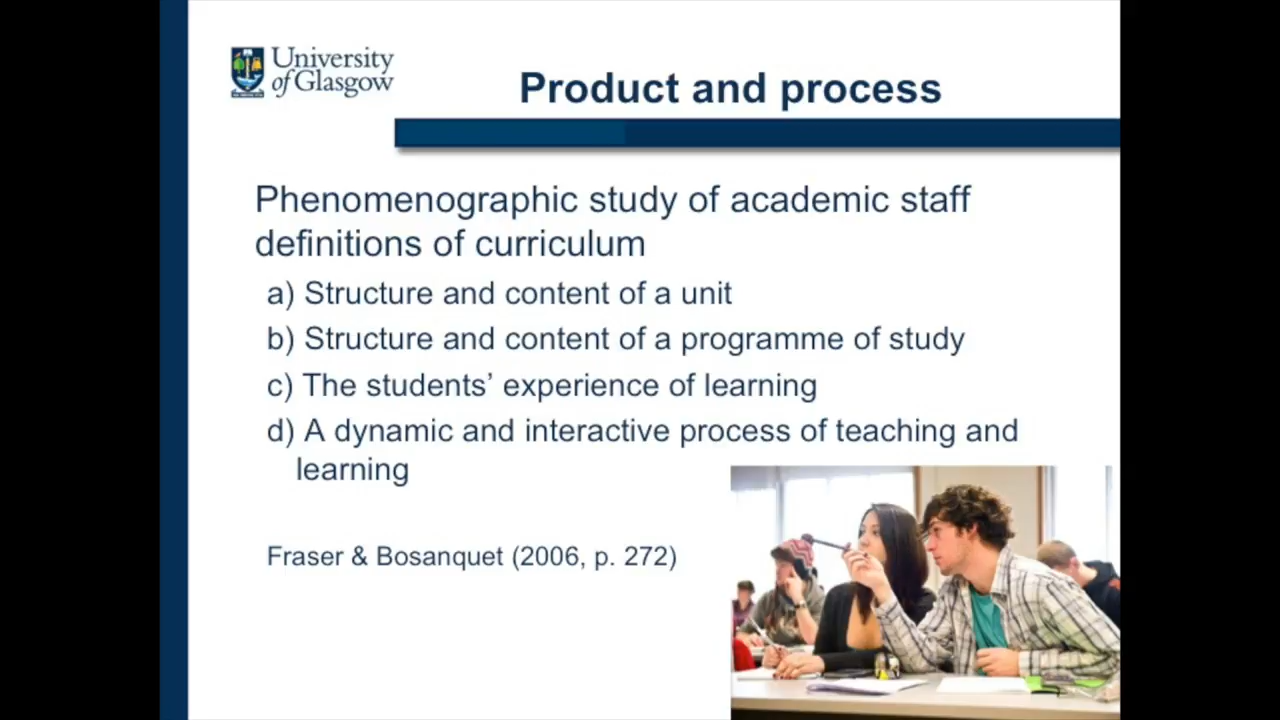 University
of Glasgow
Product and process
Phenomenographic study of academic staff
definitions of curriculum
a) Structure and content of a unit
b) Structure and content of a programme of study
c) The students’ experience of learning
d) A dynamic and interactive process of teaching and
learning
Fraser & Bosanquet (2006, p. 272)